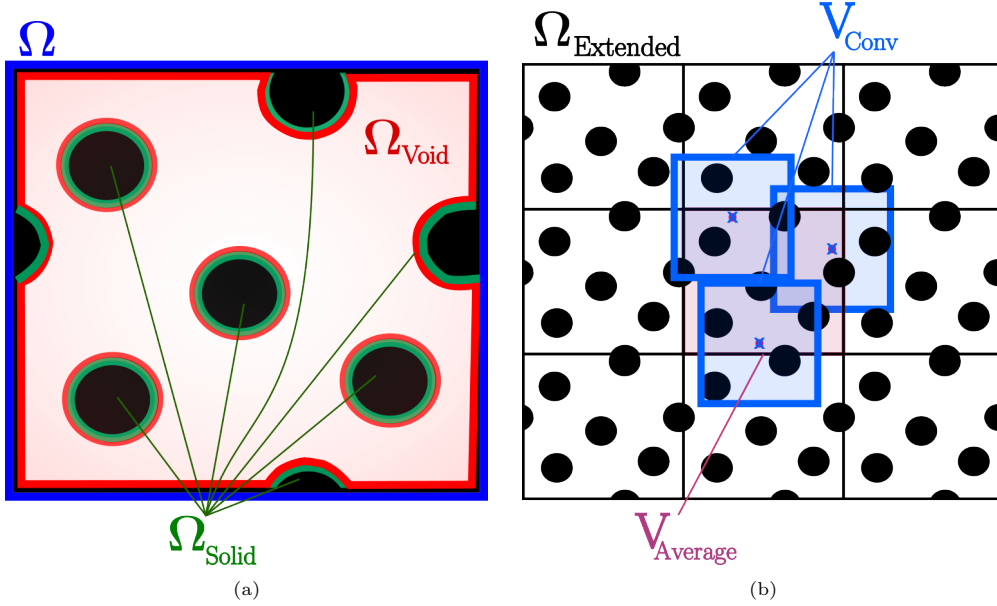 Ω
Ω_Void
Ω_Solid
(a)
Ω_Extended
V_Conv
V_Average
(b)